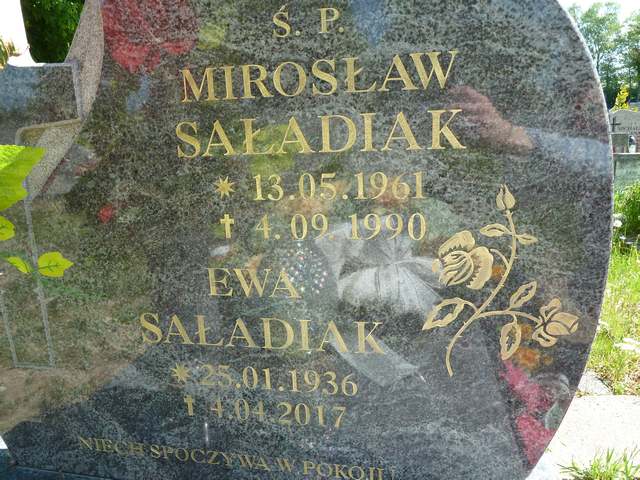 Ś. P.
MIROSŁAW
SAŁADIAK
* 13.05.1961
✝ 4.09.1990
EWA
SAŁADIAK
* 25.01.1936
✝ 4.04.2017
NIECH SPOCZYWA W POKOJU